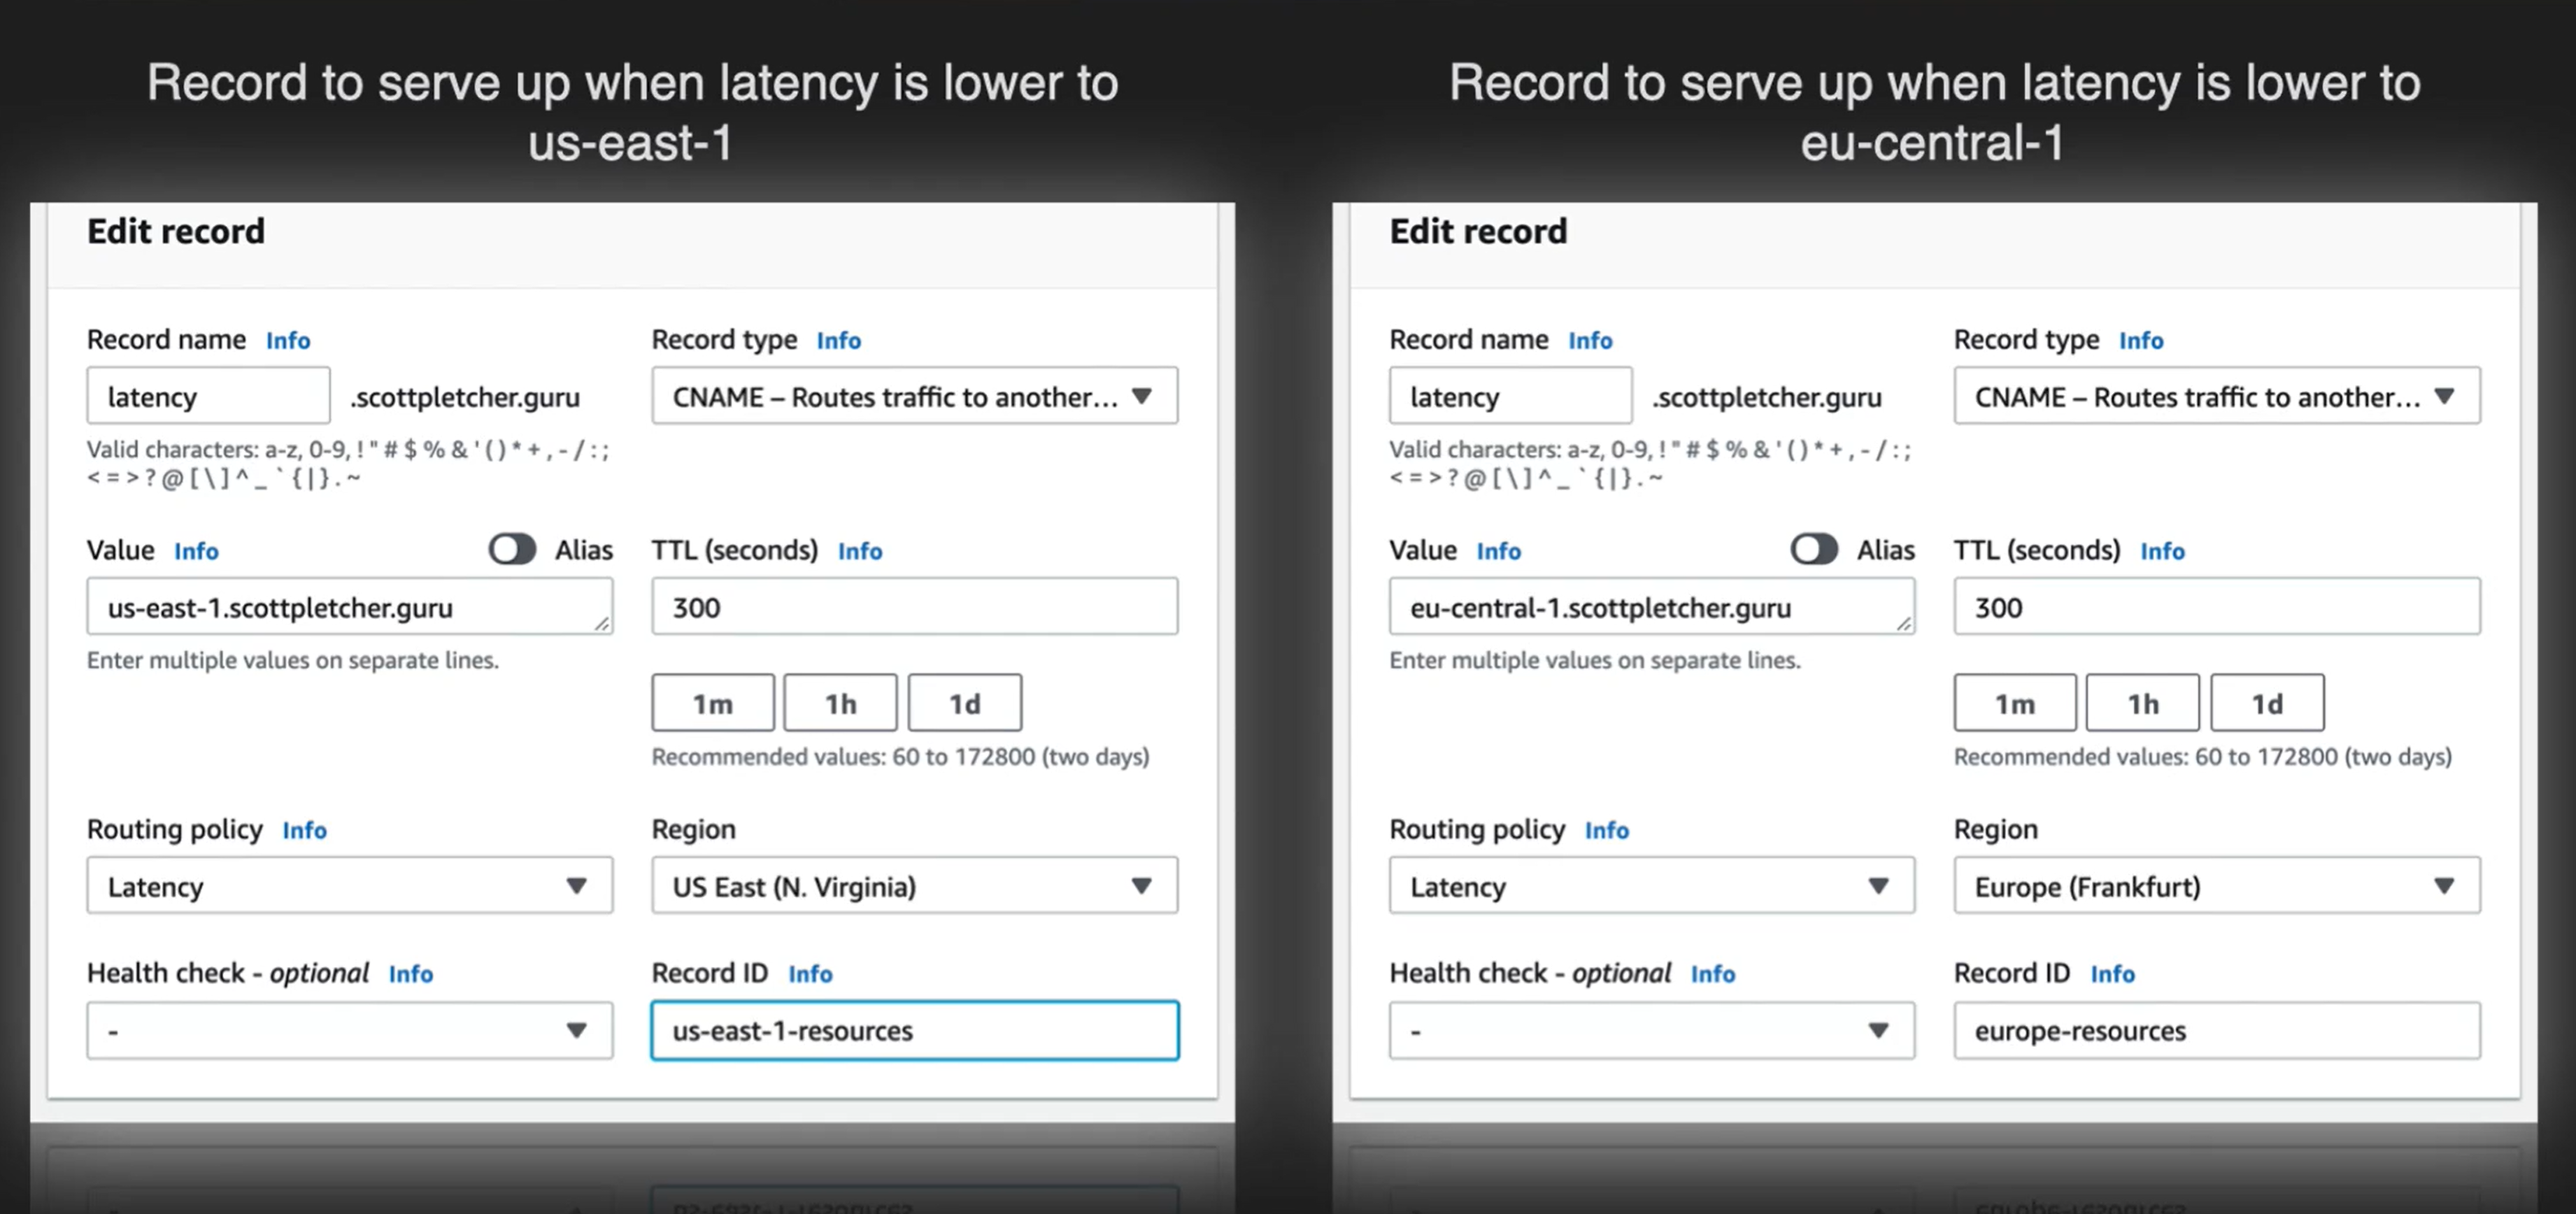 Record to serve up when latency is lower to
us-east-1
Edit record
Record name Info
Record type Info
latency .scottpletcher.guru
CNAME – Routes traffic to another...
Valid characters: a-z, 0-9, ! " # $ % & ' ( ) * + , - / : ;
< = > ? @ [ \ ] ^ _ ` { | } . ~
Value Info
Alias
TTL (seconds) Info
us-east-1.scottpletcher.guru
300
Enter multiple values on separate lines.
1m 1h 1d
Recommended values: 60 to 172800 (two days)
Routing policy Info
Region
Latency
US East (N. Virginia)
Health check - optional Info
Record ID Info
-
us-east-1-resources
Record to serve up when latency is lower to
eu-central-1
Edit record
Record name Info
Record type Info
latency .scottpletcher.guru
CNAME – Routes traffic to another...
Valid characters: a-z, 0-9, ! " # $ % & ' ( ) * + , - / : ;
< = > ? @ [ \ ] ^ _ ` { | } . ~
Value Info
Alias
TTL (seconds) Info
eu-central-1.scottpletcher.guru
300
Enter multiple values on separate lines.
1m 1h 1d
Recommended values: 60 to 172800 (two days)
Routing policy Info
Region
Latency
Europe (Frankfurt)
Health check - optional Info
Record ID Info
-
europe-resources